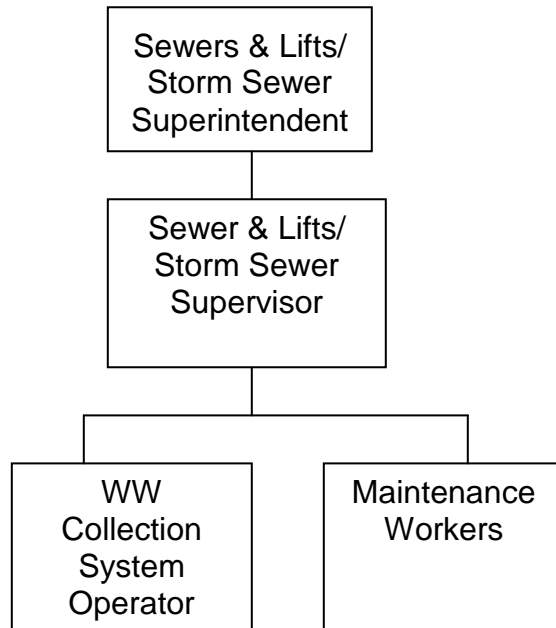 Sewers & Lifts/
Storm Sewer
Superintendent
Sewer & Lifts/
Storm Sewer
Supervisor
WW
Collection
System
Operator
Maintenance
Workers